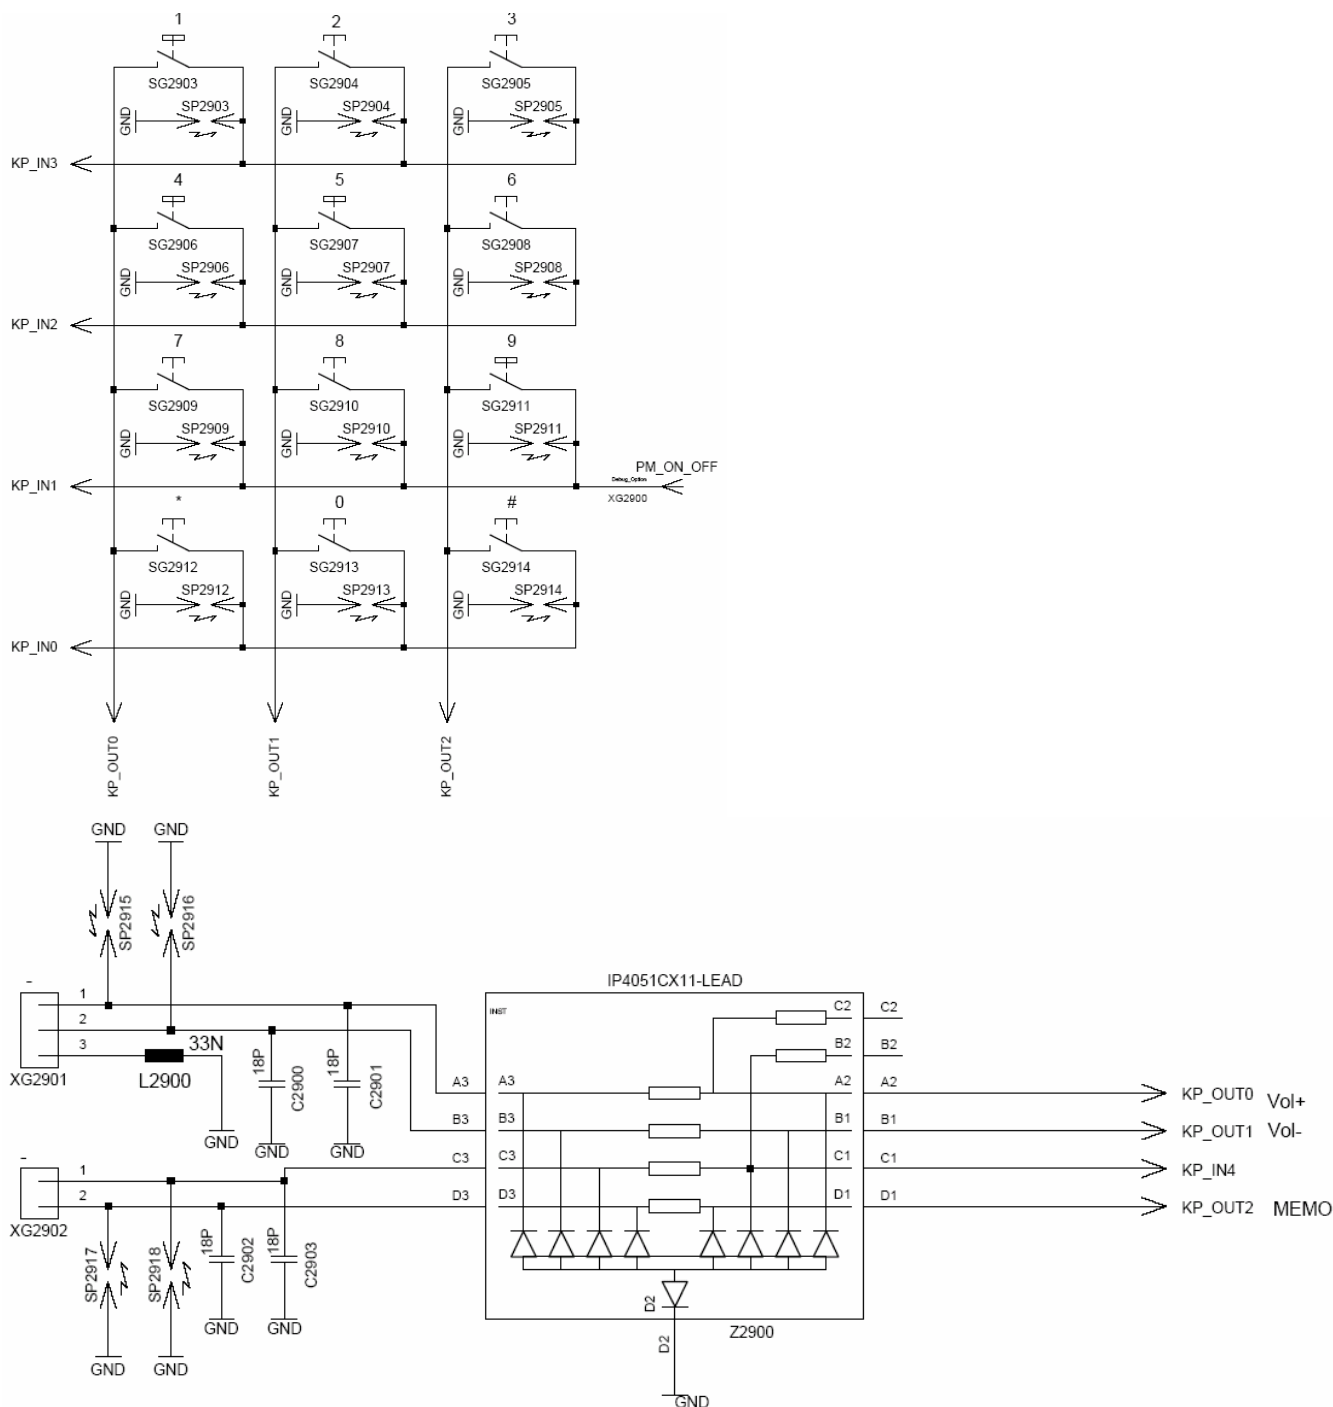 1 2 3
SG2903 SG2904 SG2905
GND SP2903 GND SP2904 GND SP2905
KP_IN3
4 5 6
SG2906 SG2907 SG2908
GND SP2906 GND SP2907 GND SP2908
KP_IN2
7 8 9
SG2909 SG2910 SG2911
GND SP2909 GND SP2910 GND SP2911
PM_ON_OFF
Debug_Option
KP_IN1
XG2900
* 0 #
SG2912 SG2913 SG2914
GND SP2912 GND SP2913 GND SP2914
KP_IN0
KP_OUT0 KP_OUT1 KP_OUT2
GND GND
SP2915 SP2916
IP4051CX11-LEAD
-
1
2
3
33N
XG2901
L2900
18P C2900
18P C2901
GND
GND GND
INST
C2 C2
B2 B2
A3 A3 A2 A2 KP_OUT0 Vol+
B3 B3 B1 B1 KP_OUT1 Vol-
C3 C3 C1 C1 KP_IN4
D3 D3 D1 D1 KP_OUT2 MEMO
-
1
2
XG2902
SP2917 SP2918
18P C2902
18P C2903
GND GND
GND GND
D2
Z2900
D2
GND